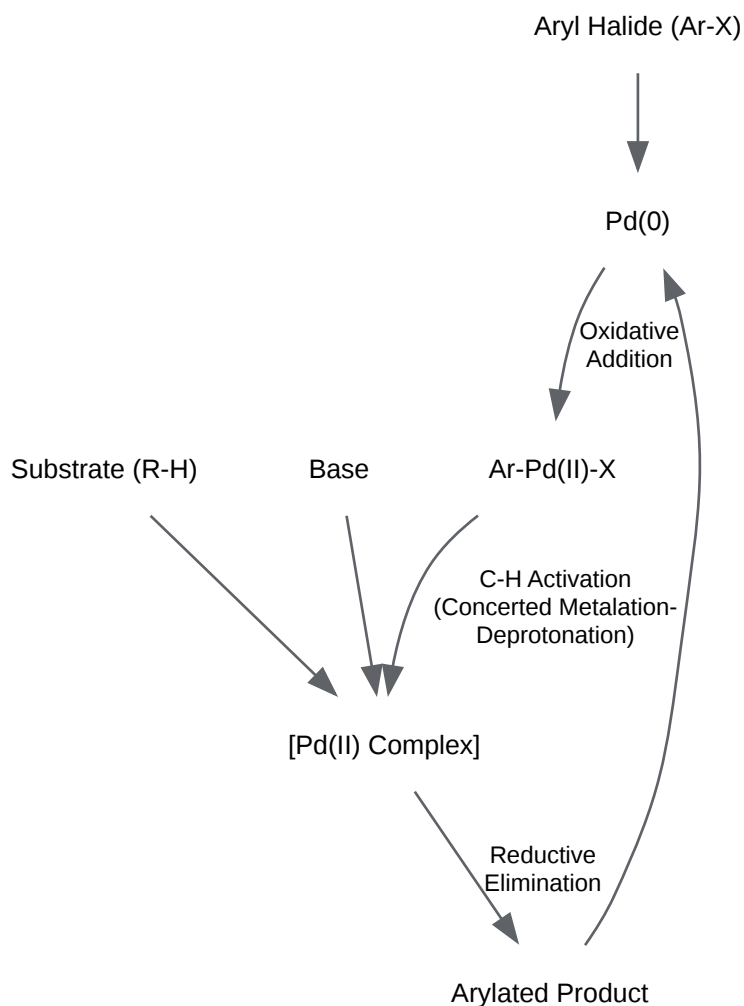 Aryl Halide (Ar-X)
Pd(0)
Oxidative
Addition
Substrate (R-H)
Base
Ar-Pd(II)-X
C-H Activation
(Concerted Metalation-
Deprotonation)
[Pd(II) Complex]
Reductive
Elimination
Arylated Product